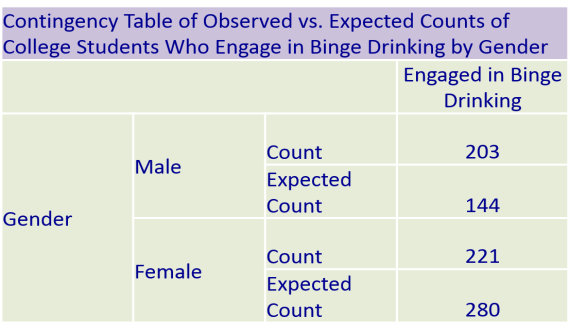 Contingency Table of Observed vs. Expected Counts of
College Students Who Engage in Binge Drinking by Gender
Engaged in Binge
Drinking
Gender
Male
Count
203
Expected
Count
144
Female
Count
221
Expected
Count
280